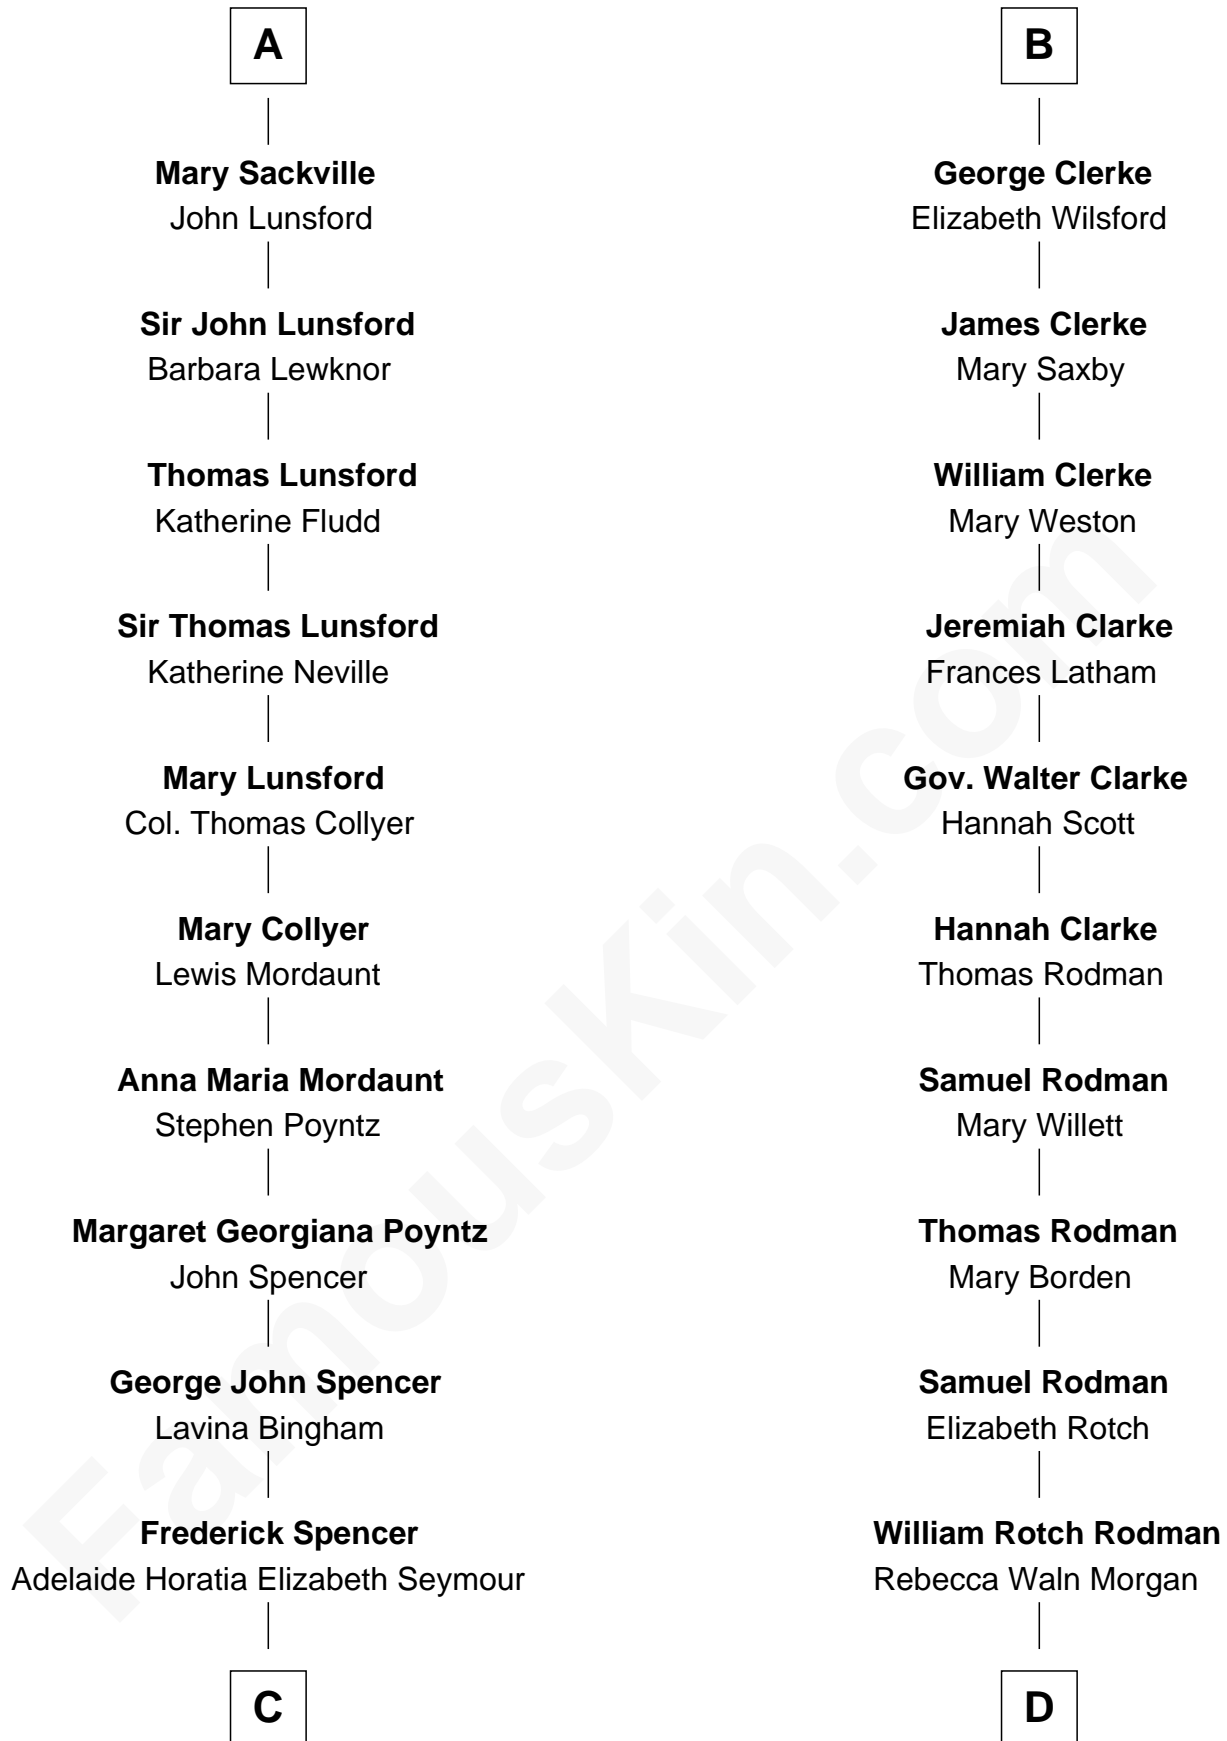 A
Mary Sackville
John Lunsford
Sir John Lunsford
Barbara Lewknor
Thomas Lunsford
Katherine Fludd
Sir Thomas Lunsford
Katherine Neville
Mary Lunsford
Col. Thomas Collyer
Mary Collyer
Lewis Mordaunt
Anna Maria Mordaunt
Stephen Poyntz
Margaret Georgiana Poyntz
John Spencer
George John Spencer
Lavina Bingham
Frederick Spencer
Adelaide Horatia Elizabeth Seymour
C
B
George Clerke
Elizabeth Wilsford
James Clerke
Mary Saxby
William Clerke
Mary Weston
Jeremiah Clarke
Frances Latham
Gov. Walter Clarke
Hannah Scott
Hannah Clarke
Thomas Rodman
Samuel Rodman
Mary Willett
Thomas Rodman
Mary Borden
Samuel Rodman
Elizabeth Rotch
William Rotch Rodman
Rebecca Waln Morgan
D
FamousKin.com